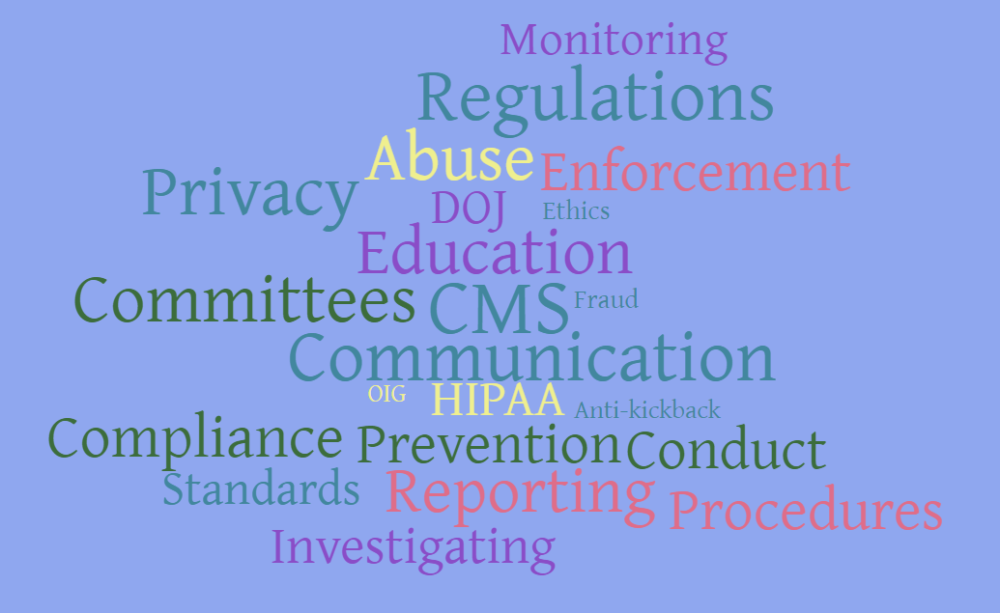 Monitoring
Regulations
Abuse Enforcement
Privacy
DOJ Ethics
Education
Committees CMS Fraud
Communication
OIG HIPAA Anti-kickback
Compliance Prevention Conduct
Standards Reporting Procedures
Investigating